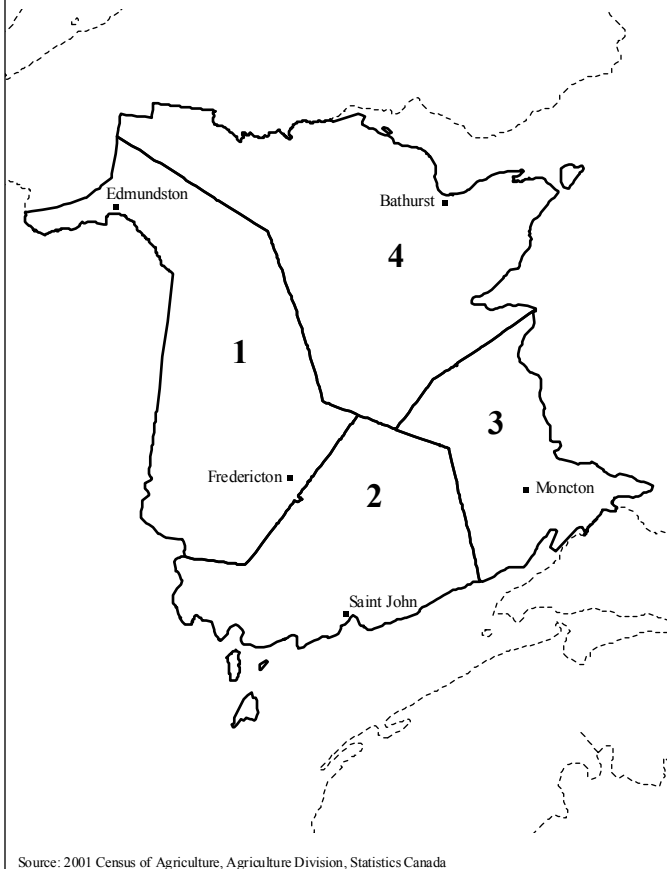 Edmundston
Bathurst
4
1
3
Fredericton
Moncton
2
Saint John
Source: 2001 Census of Agriculture, Agriculture Division, Statistics Canada